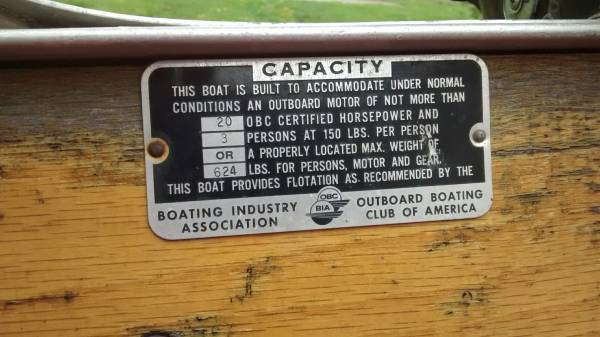 CAPACITY
THIS BOAT IS BUILT TO ACCOMMODATE UNDER NORMAL
CONDITIONS AN OUTBOARD MOTOR OF NOT MORE THAN
20 OBC CERTIFIED HORSEPOWER AND
3 PERSONS AT 150 LBS. PER PERSON
OR A PROPERLY LOCATED MAX. WEIGHT OF
624 LBS. FOR PERSONS, MOTOR AND GEAR.
THIS BOAT PROVIDES FLOTATION AS RECOMMENDED BY THE
BOATING INDUSTRY
ASSOCIATION
OBC
BIA
OUTBOARD BOATING
CLUB OF AMERICA